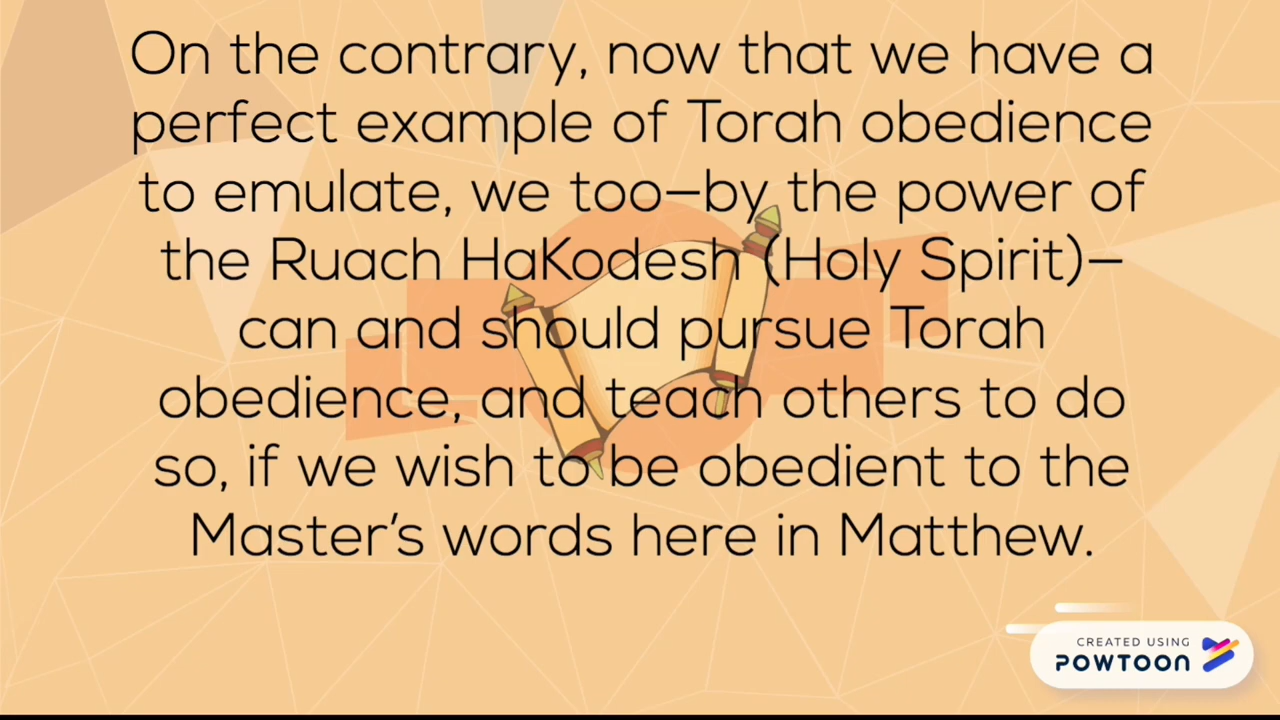 On the contrary, now that we have a
perfect example of Torah obedience
to emulate, we too–by the power of
the Ruach HaKodesh (Holy Spirit)–
can and should pursue Torah
obedience, and teach others to do
so, if we wish to be obedient to the
Master's words here in Matthew.
CREATED USING
POWTOON